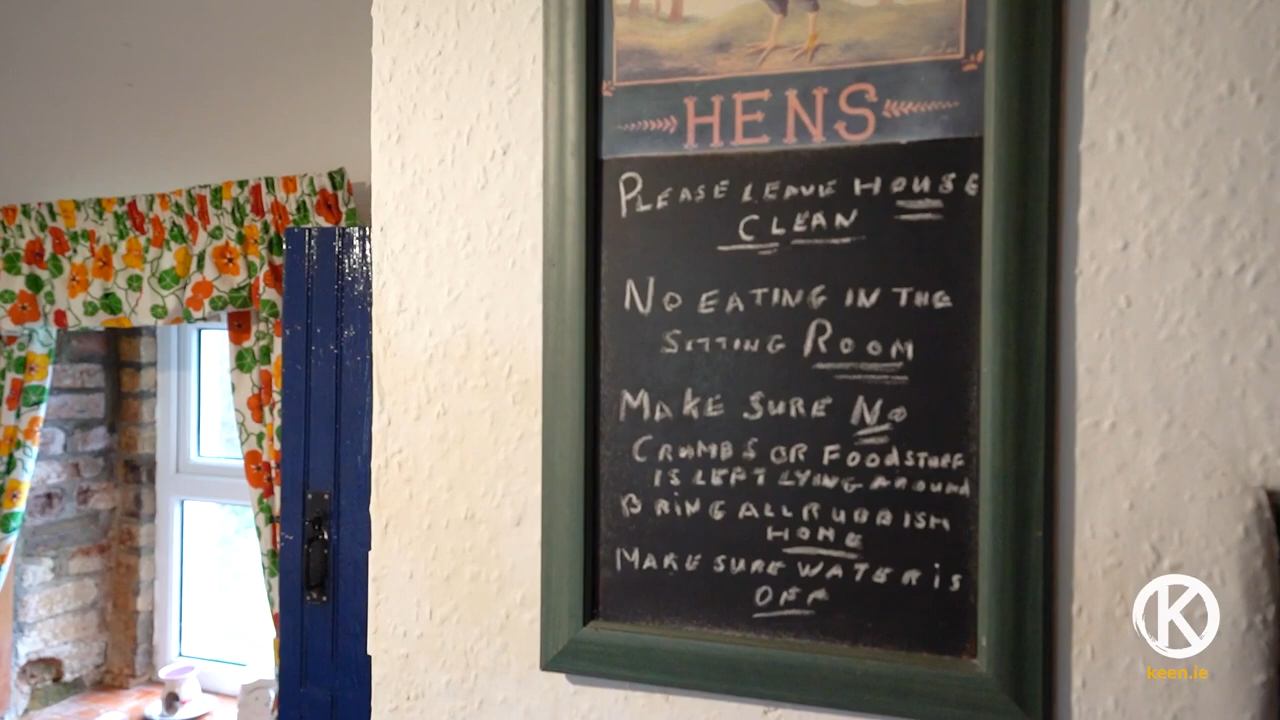 HENS
PLEASE LEAVE HOUSE
CLEAN
NO EATING IN THE
SITTING ROOM
MAKE SURE NO
CRUMBS OR FOODSTUFF
IS LEFT LYING AROUND
BRING ALL RUBBISH
HOME
MAKE SURE WATER iS
OFF
K
keen.ie